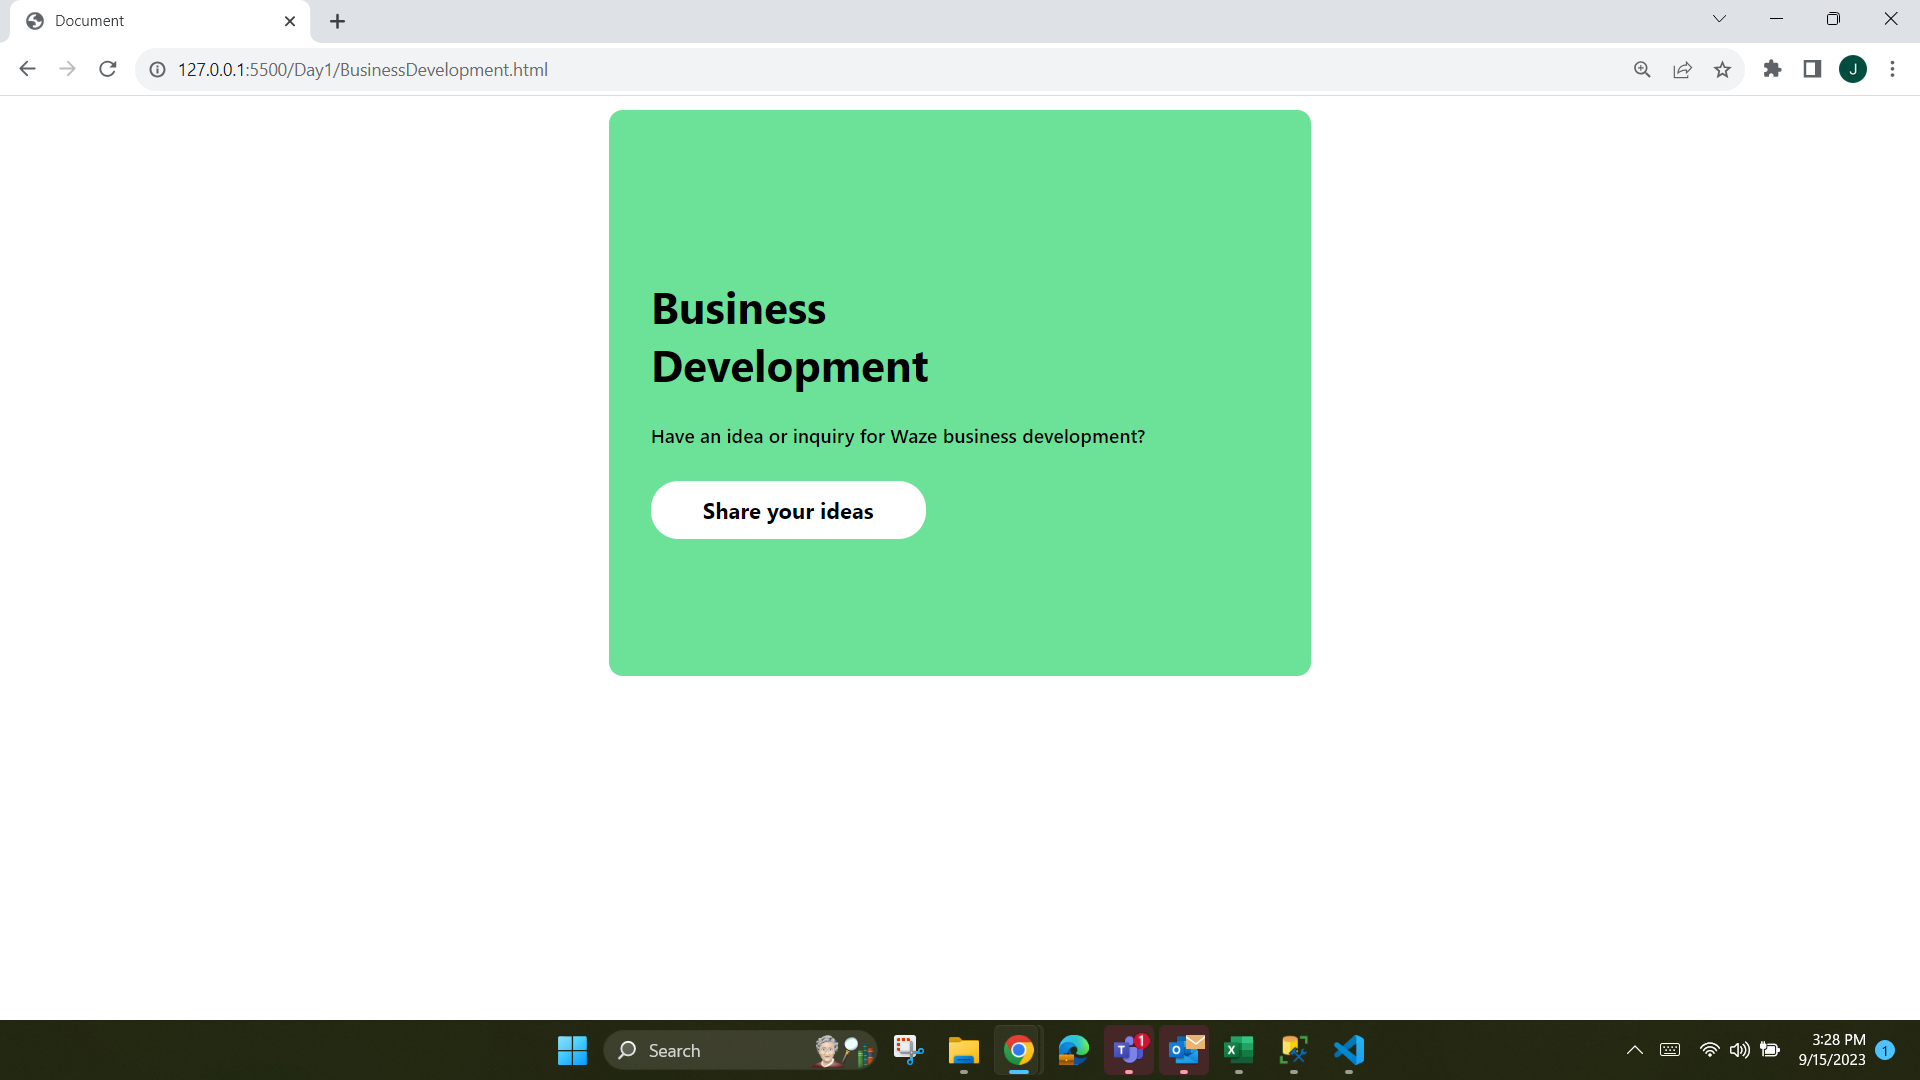 Document
127.0.0.1:5500/Day1/BusinessDevelopment.html
J
Business
Development
Have an idea or inquiry for Waze business development?
Share your ideas
Search
1
3:28 PM
9/15/2023
1